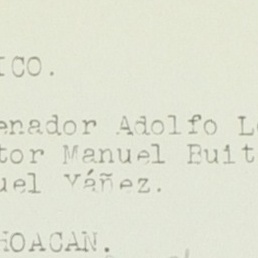 ICO.
enador Adolfo L
tor Manuel Buit
uel Yáñez.
HOACAN.